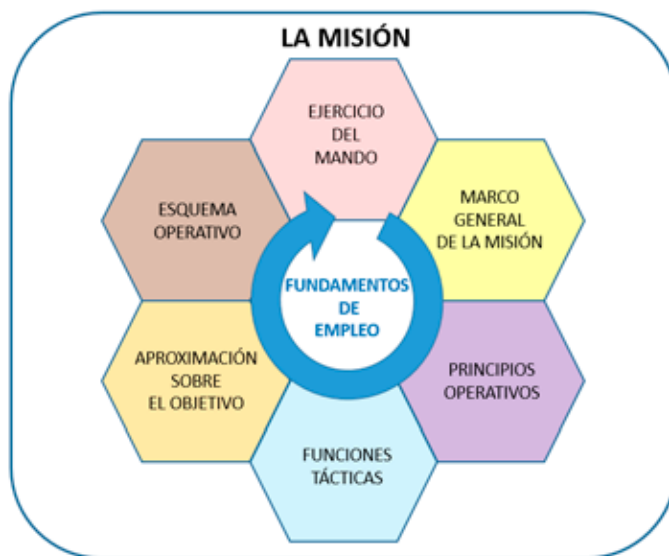 LA MISIÓN
EJERCICIO
DEL
MANDO
MARCO
GENERAL
DE LA MISIÓN
PRINCIPIOS
OPERATIVOS
FUNCIONES
TÁCTICAS
APROXIMACIÓN
SOBRE
EL OBJETIVO
ESQUEMA
OPERATIVO
FUNDAMENTOS
DE
EMPLEO